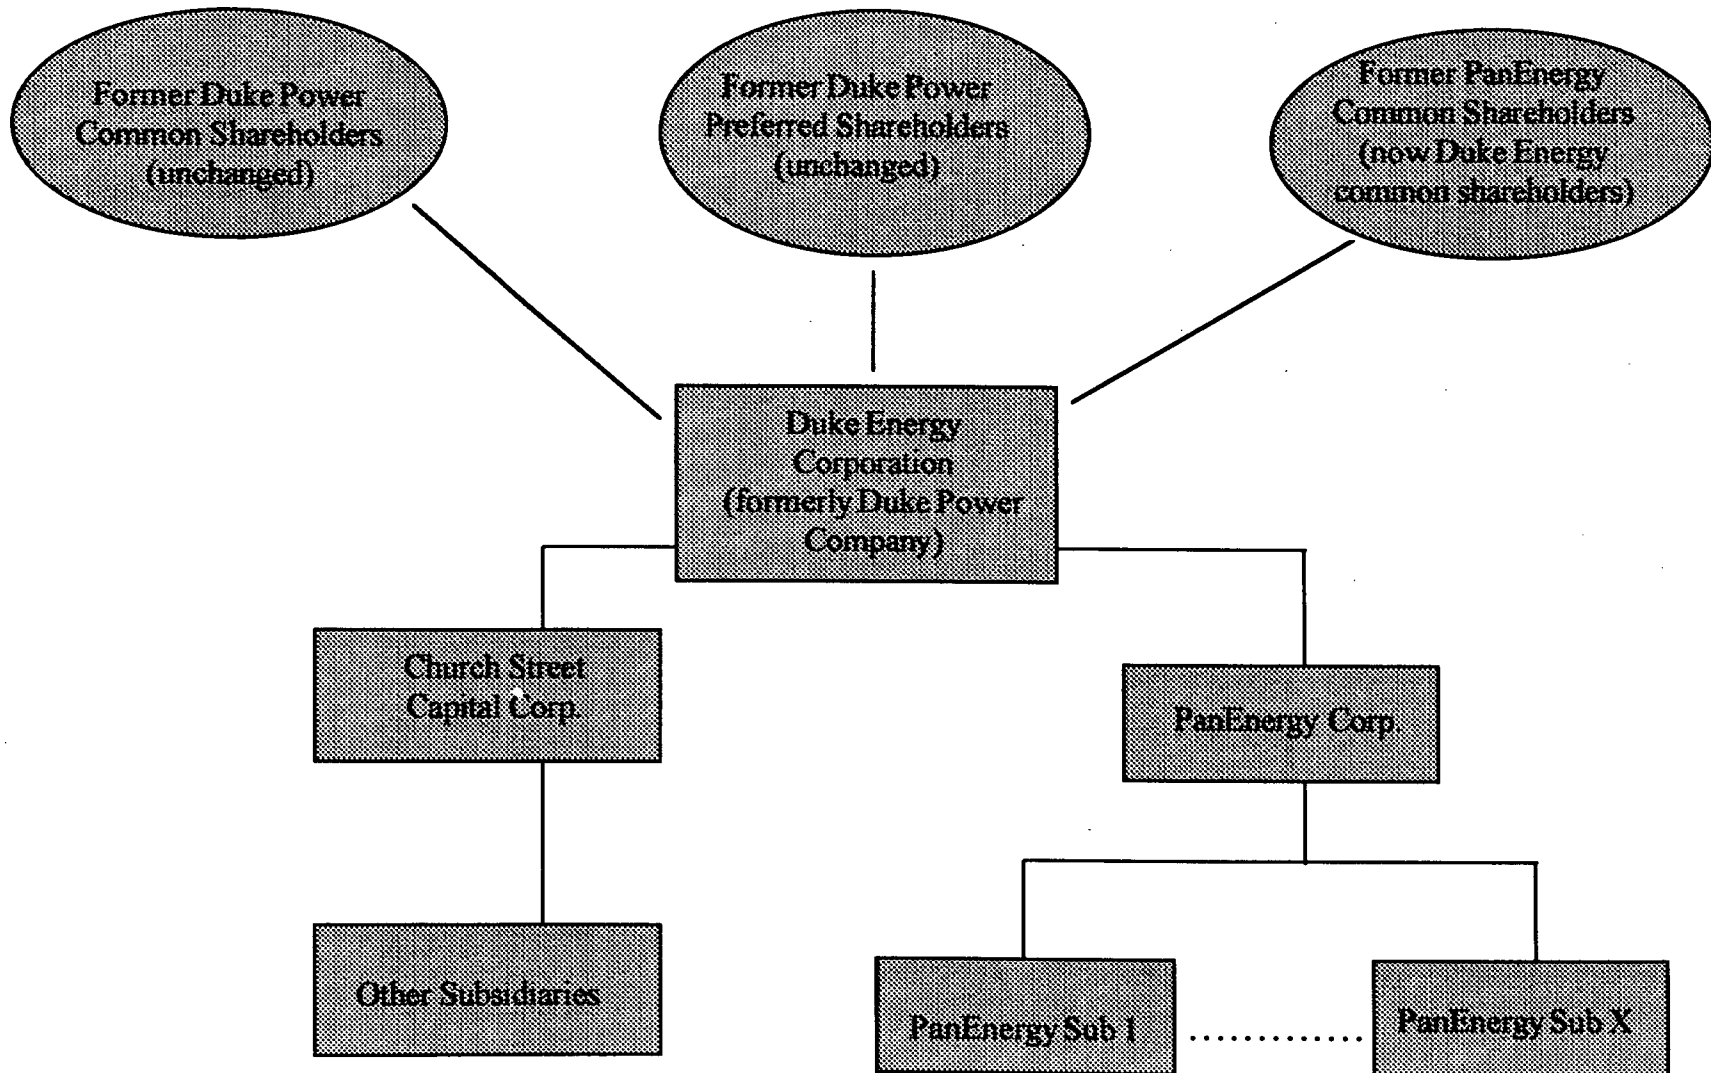 Former Duke Power
Common Shareholders
(unchanged)
Former Duke Power
Preferred Shareholders
(unchanged)
Former PanEnergy
Common Shareholders
(now Duke Energy
common shareholders)
Duke Energy
Corporation
(formerly Duke Power
Company)
Church Street
Capital Corp.
PanEnergy Corp.
Other Subsidiaries
PanEnergy Sub 1
..............
PanEnergy Sub X